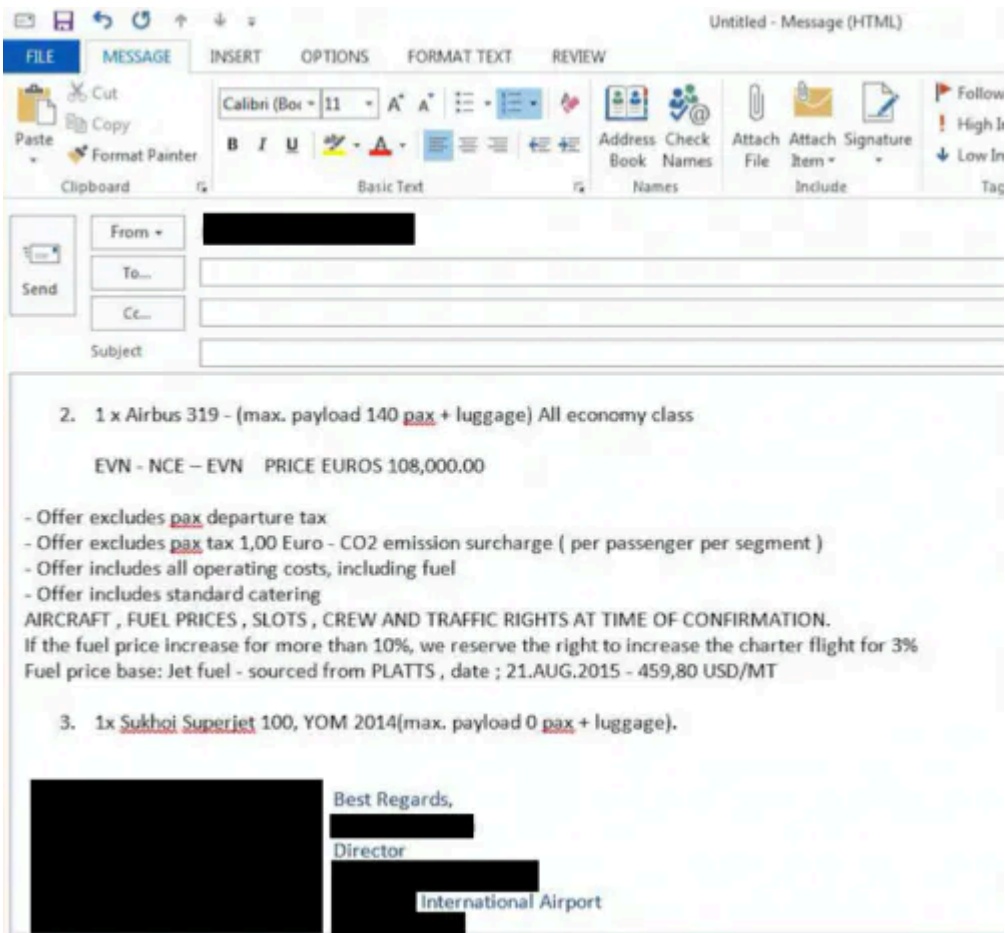 Untitled - Message (HTML)
FILE MESSAGE INSERT OPTIONS FORMAT TEXT REVIEW
Cut
Copy
Paste
Format Painter
Calibri (Boc 11
A A
B I U A
Address Book
Check Names
Attach File
Attach Item
Signature
Follow
High
Low
Clipboard Basic Text Names Include Tag
From
To...
Send
Cc...
Subject
2. 1 x Airbus 319 - (max. payload 140 pax + luggage) All economy class
EVN - NCE – EVN PRICE EUROS 108,000.00
- Offer excludes pax departure tax
- Offer excludes pax tax 1,00 Euro - CO2 emission surcharge ( per passenger per segment )
- Offer includes all operating costs, including fuel
- Offer includes standard catering
AIRCRAFT , FUEL PRICES , SLOTS , CREW AND TRAFFIC RIGHTS AT TIME OF CONFIRMATION.
If the fuel price increase for more than 10%, we reserve the right to increase the charter flight for 3%
Fuel price base: Jet fuel - sourced from PLATTS , date ; 21.AUG.2015 - 459,80 USD/MT
3. 1x Sukhoi Superjet 100, YOM 2014(max. payload 0 pax + luggage).
Best Regards,
Director
International Airport